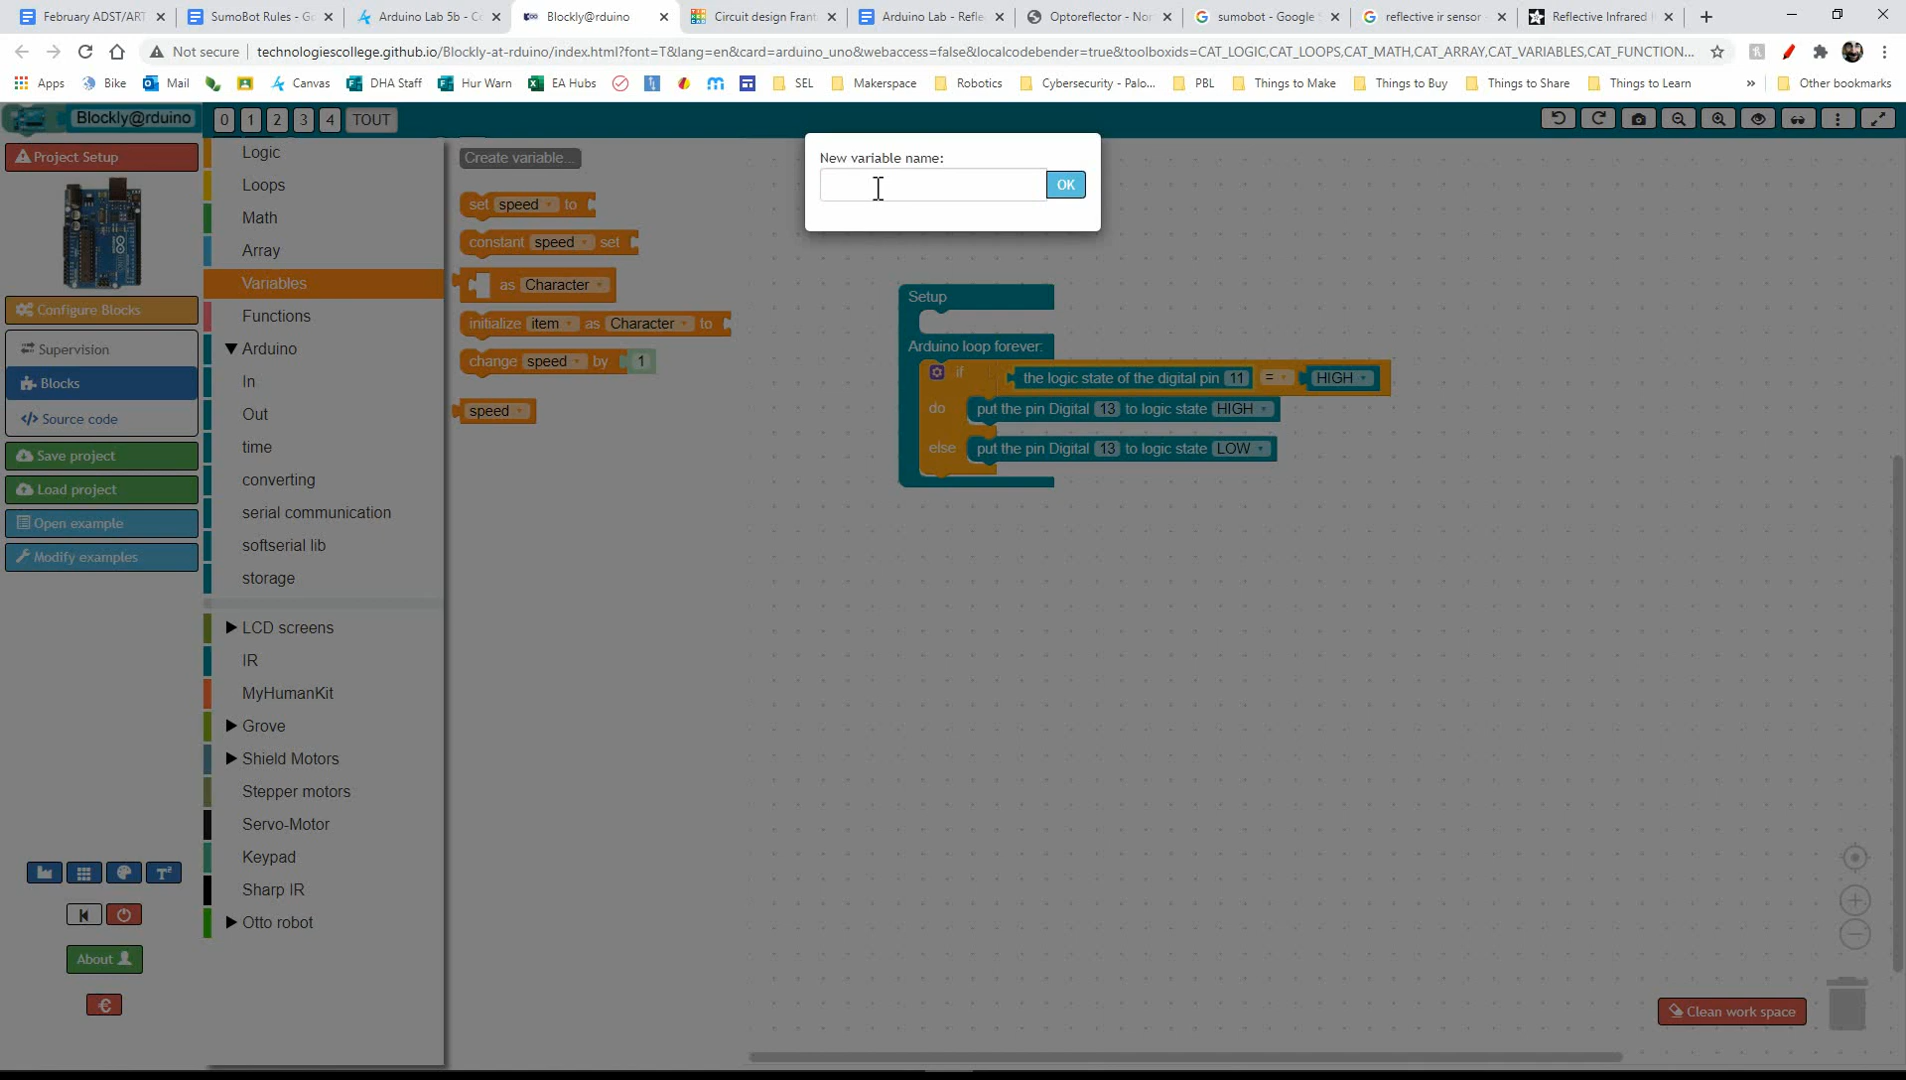 February ADST/ART
SumoBot Rules - G
Arduino Lab 5b - C
Blockly@rduino
Circuit design Frant
Arduino Lab - Refle
Optoreflector - Nor
sumobot - Google S
reflective ir sensor
Reflective Infrared I
Not secure
technologiescollege.github.io/Blockly-at-rduino/index.html?font=T&lang=en&card=arduino_uno&webaccess=false&localcodebender=true&toolboxids=CAT_LOGIC,CAT_LOOPS,CAT_MATH,CAT_ARRAY,CAT_VARIABLES,CAT_FUNCTION...
Apps
Bike
Mail
Canvas
DHA Staff
Hur Warn
EA Hubs
SEL
Makerspace
Robotics
Cybersecurity - Palo...
PBL
Things to Make
Things to Buy
Things to Share
Things to Learn
»
Other bookmarks
Blockly@rduino
0 1 2 3 4 TOUT
Project Setup
Configure Blocks
Supervision
Blocks
</> Source code
Save project
Load project
Open example
Modify examples
T²
About
€
Logic
Loops
Math
Array
Variables
Functions
Arduino
In
Out
time
converting
serial communication
softserial lib
storage
LCD screens
IR
MyHumanKit
Grove
Shield Motors
Stepper motors
Servo-Motor
Keypad
Sharp IR
Otto robot
Create variable...
set speed to
constant speed set
as Character
initialize item as Character to
change speed by 1
speed
New variable name:
OK
Setup
Arduino loop forever:
if the logic state of the digital pin 11 = HIGH
do put the pin Digital 13 to logic state HIGH
else put the pin Digital 13 to logic state LOW
Clean work space